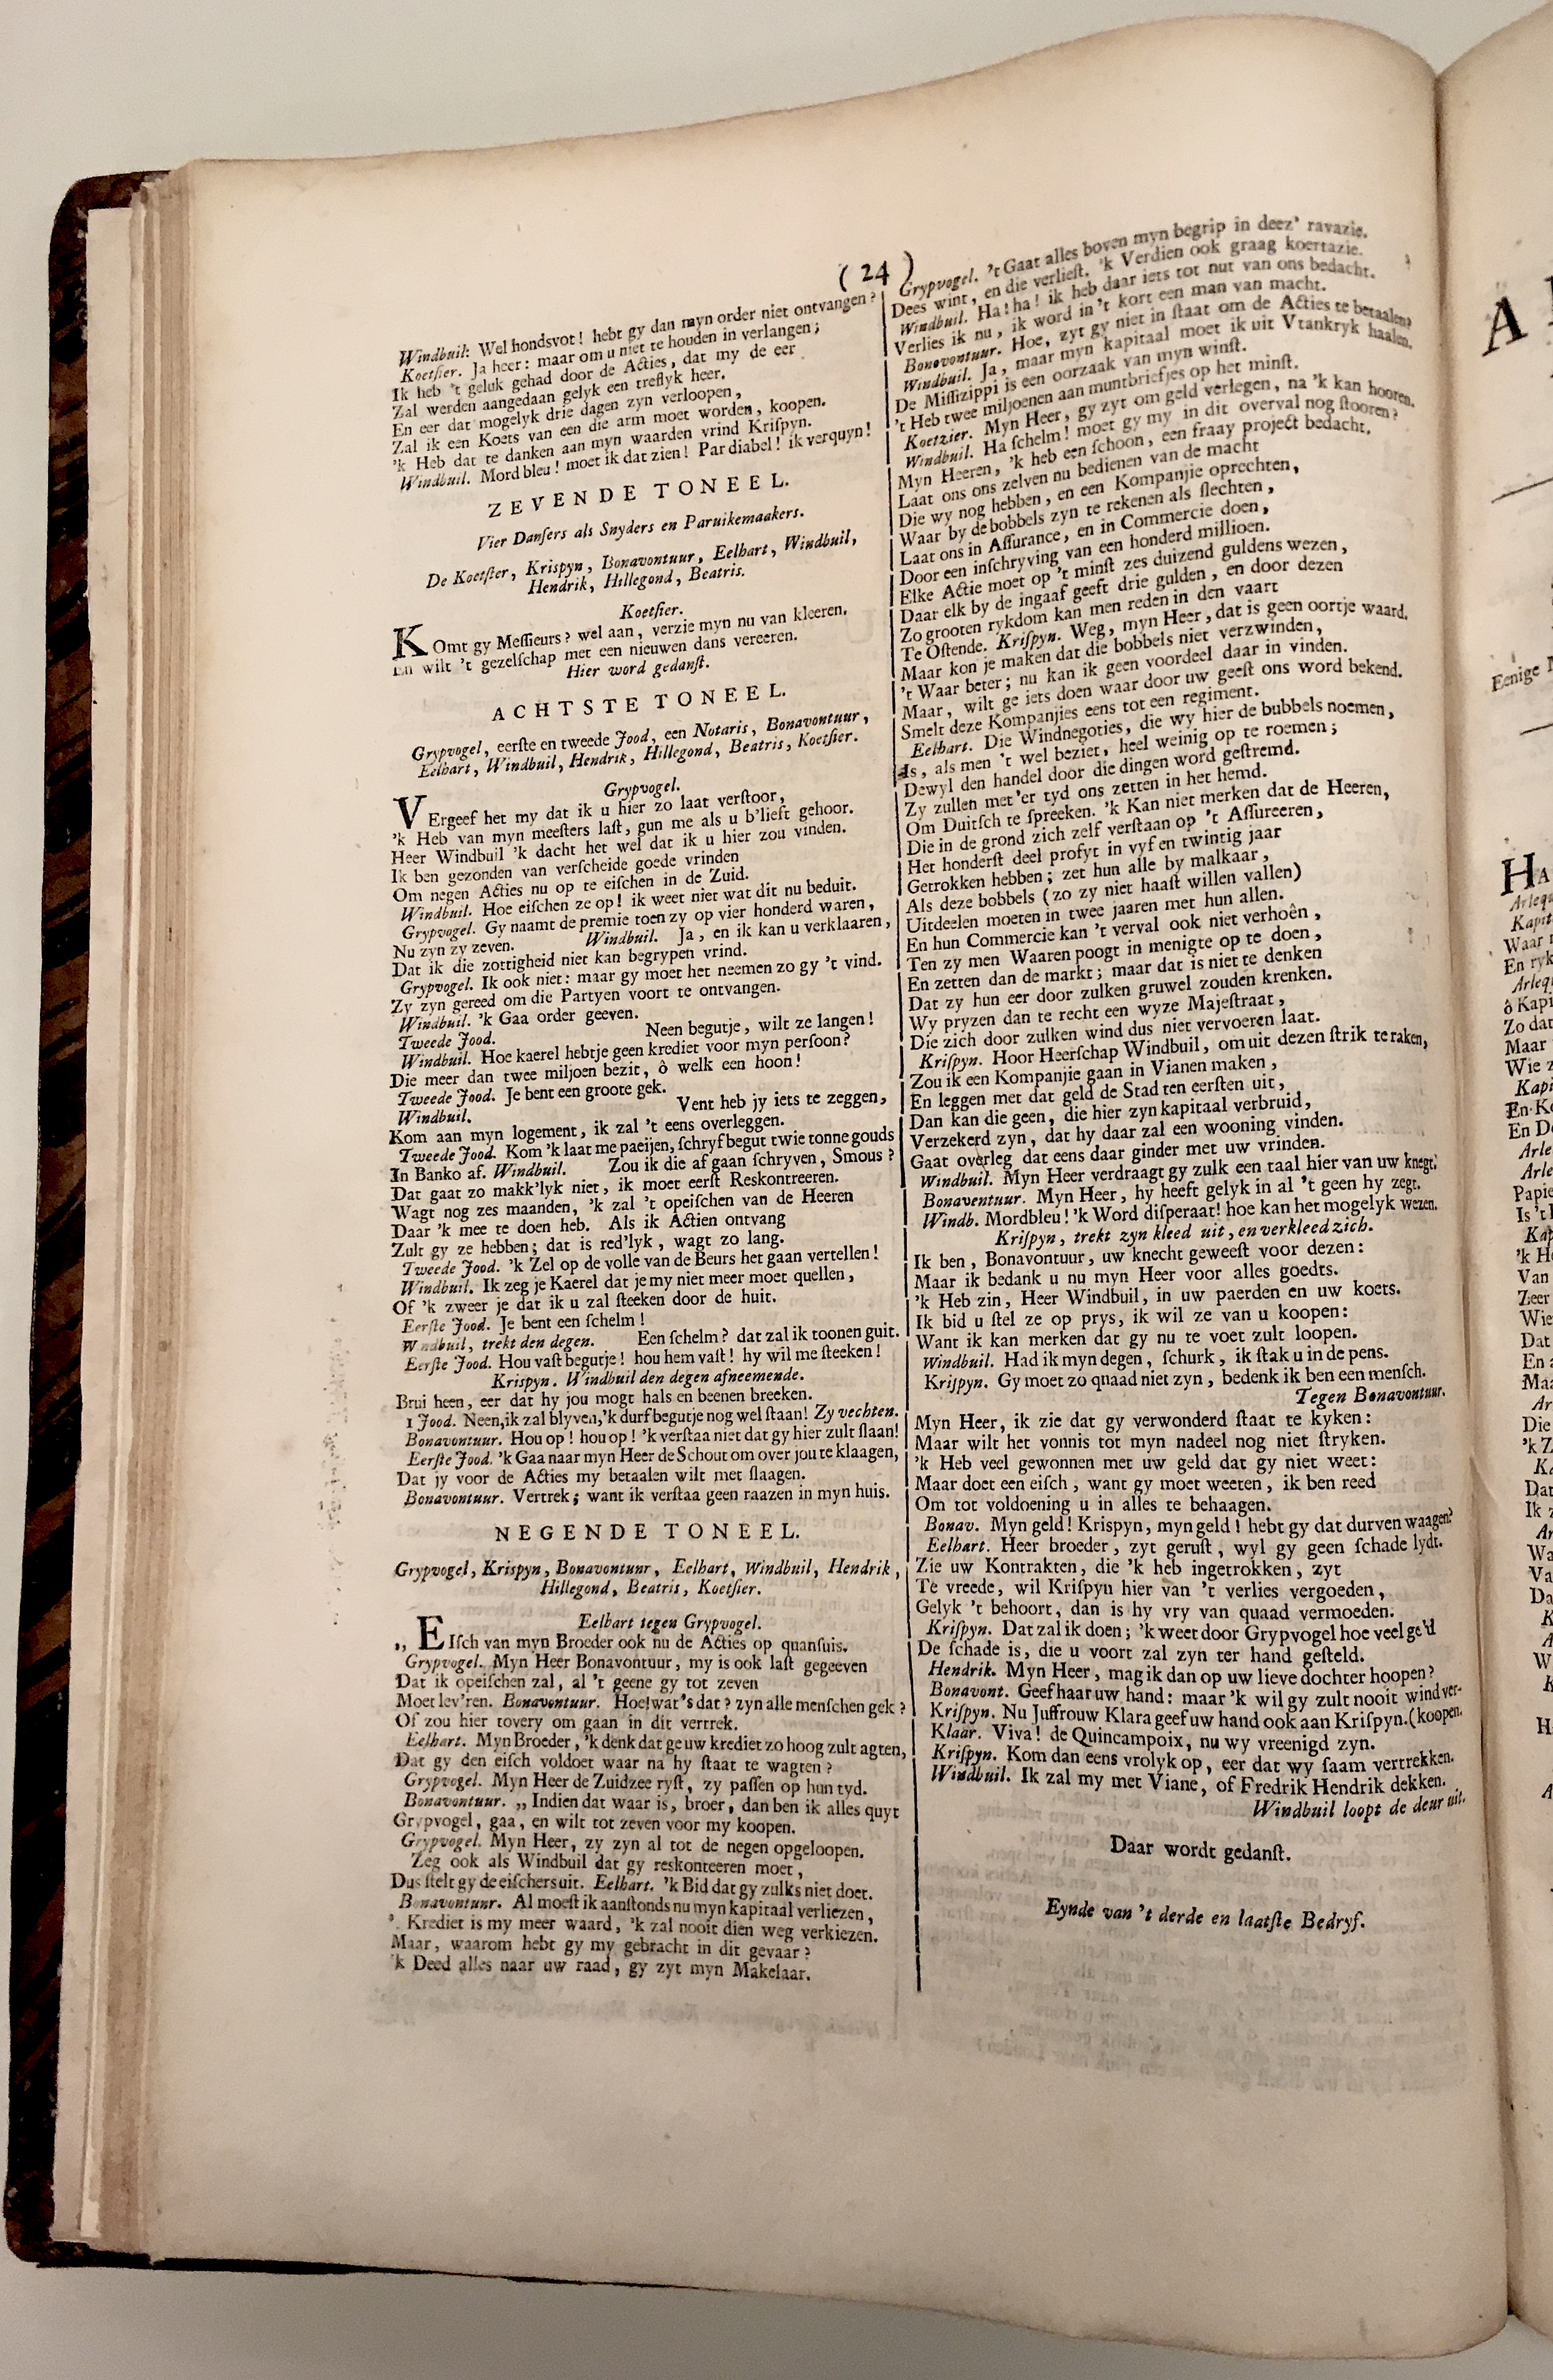 ( 24 )
Windbuil: Wel hondsvot! hebt gy dan myn order niet ontvangen?
Koetsier. Ja heer: maar om u niet te houden in verlangen;
Ik heb 't geluk gehad door de Acties, dat my de eer
Zal werden aangedaan gelyk een treflyk heer.
En eer dat mogelyk drie dagen zyn verloopen,
Zal ik een Koets van een die arm moet worden, koopen.
'k Heb dat te danken aan myn waarden vrind Krispyn.
Windbuil. Mord bleu! moet ik dat zien! Par diabel! ik verquyn!
ZEVENDE TONEEL.
Vier Dansers als Snyders en Paruikemaakers.
De Koetsier, Krispyn, Bonavontuur, Eelhart, Windbuil,
Hendrik, Hillegond, Beatris.
Koetsier.
KOmt gy Messieurs? wel aan, verzie myn nu van kleeren,
En wilt 't gezelschap met een nieuwen dans vereeren.
Hier word gedanst.
ACHTSTE TONEEL.
Grypvogel, eerste en tweede Jood, een Notaris, Bonavontuur,
Eelhart, Windbuil, Hendrik, Hillegond, Beatris, Koetsier.
Grypvogel.
VErgeef het my dat ik u hier zo laat verstoor,
'k Heb van myn meesters last, gun me als u b'lieft gehoor.
Heer Windbuil 'k dacht het wel dat ik u hier zou vinden.
Ik ben gezonden van verscheide goede vrinden
Om negen Acties nu op te eischen in de Zuid.
Windbuil. Hoe eischen ze op! ik weet niet wat dit nu beduit.
Grypvogel. Gy naamt de premie toen zy op vier honderd waren,
Nu zyn zy zeven. Windbuil. Ja, en ik kan u verklaaren,
Dat ik die zottigheid niet kan begrypen vrind.
Grypvogel. Ik ook niet: maar gy moet het neemen zo gy 't vind.
Zy zyn gereed om die Partyen voort te ontvangen.
Windbuil. 'k Gaa order geeven.
Tweede Jood. Neen begutje, wilt ze langen!
Windbuil. Hoe kaerel hebtje geen krediet voor myn persoon?
Die meer dan twee miljoen bezit, ô welk een hoon!
Tweede Jood. Je bent een groote gek.
Windbuil. Vent heb jy iets te zeggen,
Kom aan myn logement, ik zal 't eens overleggen.
Tweede Jood. Kom 'k laat me paeijen, schryf begut twie tonne gouds
In Banko af. Windbuil. Zou ik die af gaan schryven, Smous?
Dat gaat zo makk'lyk niet, ik moet eerst Reskontreeren.
Wagt nog zes maanden, 'k zal 't opeischen van de Heeren
Daar 'k mee te doen heb. Als ik Actien ontvang
Zult gy ze hebben; dat is red'lyk, wagt zo lang.
Tweede Jood. 'k Zel op de volle van de Beurs het gaan vertellen!
Windbuil. Ik zeg je Kaerel dat je my niet meer moet quellen,
Of 'k zweer je dat ik u zal steeken door de huit.
Eerste Jood. Je bent een schelm!
Windbuil, trekt den degen. Een schelm? dat zal ik toonen guit.
Eerste Jood. Hou vast begutje! hou hem vast! hy wil me steeken!
Krispyn. Windbuil den degen afneemende.
Brui heen, eer dat hy jou mogt hals en beenen breeken.
1 Jood. Neen, ik zal blyven, 'k durf begutje nog wel staan! Zy vechten.
Bonavontuur. Hou op! hou op! 'k verstaa niet dat gy hier zult slaan!
Eerste Jood. 'k Gaa naar myn Heer de Schout om over jou te klaagen,
Dat jy voor de Acties my betaalen wilt met slaagen.
Bonavontuur. Vertrek; want ik verstaa geen raazen in myn huis.
NEGENDE TONEEL.
Grypvogel, Krispyn, Bonavontuur, Eelhart, Windbuil, Hendrik,
Hillegond, Beatris, Koetsier.
Eelhart tegen Grypvogel.
„ EIsch van myn Broeder ook nu de Acties op quansuis.
Grypvogel. Myn Heer Bonavontuur, my is ook last gegeeven
Dat ik opeischen zal, al 't geene gy tot zeven
Moet lev'ren. Bonavontuur. Hoe! wat's dat? zyn alle menschen gek?
Of zou hier tovery om gaan in dit vertrek.
Eelhart. Myn Broeder, 'k denk dat ge uw krediet zo hoog zult agten,
Dat gy den eisch voldoet waar na hy staat te wagten?
Grypvogel. Myn Heer de Zuidzee ryst, zy passen op hun tyd.
Bonavontuur. „ Indien dat waar is, broer, dan ben ik alles quyt
Grypvogel, gaa, en wilt tot zeven voor my koopen.
Grypvogel. Myn Heer, zy zyn al tot de negen opgeloopen.
Zeg ook als Windbuil dat gy reskonteeren moet,
Dus stelt gy de eischers uit. Eelhart. 'k Bid dat gy zulks niet doet.
Bonavontuur. Al moest ik aanstonds nu myn kapitaal verliezen,
'. Krediet is my meer waard, 'k zal nooit dien weg verkiezen.
Maar, waarom hebt gy my gebracht in dit gevaar?
'k Deed alles naar uw raad, gy zyt myn Makelaar.
Grypvogel. 't Gaat alles boven myn begrip in deez' ravazie.
Dees wint, en die verliest. 'k Verdien ook graag koertazie.
Windbuil. Ha! ha! ik heb daar iets tot nut van ons bedacht.
Verlies ik nu, ik word in 't kort een man van macht.
Bonavontuur. Hoe, zyt gy niet in staat om de Acties te betaalen?
Windbuil. Ja, maar myn kapitaal moet ik uit Vrankryk haalen.
De Missizippi is een oorzaak van myn winst.
't Heb twee miljoenen aan muntbriefjes op het minst.
Koetzier. Myn Heer, gy zyt om geld verlegen, na 'k kan hooren.
Windbuil. Ha schelm! moet gy my in dit overval nog stooren?
Myn Heeren, 'k heb een schoon, een fraay project bedacht.
Laat ons ons zelven nu bedienen van de macht
Die wy nog hebben, en een Kompanjie oprechten,
Waar by de bobbels zyn te rekenen als slechten,
Laat ons in Assurance, en in Commercie doen,
Door een inschryving van een honderd millioen.
Elke Actie moet op 't minst zes duizend guldens wezen,
Daar elk by de ingaaf geeft drie gulden, en door dezen
Zo grooten rykdom kan men reden in den vaart
Te Ostende. Krispyn. Weg, myn Heer, dat is geen oortje waard.
Maar kon je maken dat die bobbels niet verzwinden,
't Waar beter; nu kan ik geen voordeel daar in vinden.
Maar, wilt ge iets doen waar door uw geest ons word bekend.
Smelt deze Kompanjies eens tot een regiment.
Eelhart. Die Windnegoties, die wy hier de bubbels noemen,
Is, als men 't wel beziet, heel weinig op te roemen;
Dewyl den handel door die dingen word gestremd.
Zy zullen met'er tyd ons zetten in het hemd.
Om Duitsch te spreeken. 'k Kan niet merken dat de Heeren,
Die in de grond zich zelf verstaan op 't Assureeren,
Het honderst deel profyt in vyf en twintig jaar
Getrokken hebben; zet hun alle by malkaar,
Als deze bobbels (zo zy niet haast willen vallen)
Uitdeelen moeten in twee jaaren met hun allen.
En hun Commercie kan 't verval ook niet verhoên,
Ten zy men Waaren poogt in menigte op te doen,
En zetten dan de markt; maar dat is niet te denken
Dat zy hun eer door zulken gruwel zouden krenken.
Wy pryzen dan te recht een wyze Majestraat,
Die zich door zulken wind dus niet vervoeren laat.
Krispyn. Hoor Heerschap Windbuil, om uit dezen strik te raken,
Zou ik een Kompanjie gaan in Vianen maken,
En leggen met dat geld de Stad ten eersten uit,
Dan kan die geen, die hier zyn kapitaal verbruid,
Verzekerd zyn, dat hy daar zal een wooning vinden.
Gaat overleg dat eens daar ginder met uw vrinden.
Windbuil. Myn Heer verdraagt gy zulk een taal hier van uw knegt?
Bonaventuur. Myn Heer, hy heeft gelyk in al 't geen hy zegt.
Windb. Mordbleu! 'k Word disperaat! hoe kan het mogelyk wezen.
Krispyn, trekt zyn kleed uit, en verkleed zich.
Ik ben, Bonavontuur, uw knecht geweest voor dezen:
Maar ik bedank u nu myn Heer voor alles goedts.
'k Heb zin, Heer Windbuil, in uw paerden en uw koets.
Ik bid u stel ze op prys, ik wil ze van u koopen:
Want ik kan merken dat gy nu te voet zult loopen.
Windbuil. Had ik myn degen, schurk, ik stak u in de pens.
Krispyn. Gy moet zo quaad niet zyn, bedenk ik ben een mensch.
Tegen Bonavontuur.
Myn Heer, ik zie dat gy verwonderd staat te kyken:
Maar wilt het vonnis tot myn nadeel nog niet stryken.
'k Heb veel gewonnen met uw geld dat gy niet weet:
Maar doet een eisch, want gy moet weeten, ik ben reed
Om tot voldoening u in alles te behaagen.
Bonav. Myn geld! Krispyn, myn geld! hebt gy dat durven waagen?
Eelhart. Heer broeder, zyt gerust, wyl gy geen schade lydt.
Zie uw Kontrakten, die 'k heb ingetrokken, zyt
Te vreede, wil Krispyn hier van 't verlies vergoeden,
Gelyk 't behoort, dan is hy vry van quaad vermoeden.
Krispyn. Dat zal ik doen; 'k weet door Grypvogel hoe veel geld
De schade is, die u voort zal zyn ter hand gesteld.
Hendrik. Myn Heer, mag ik dan op uw lieve dochter hoopen?
Bonavont. Geef haar uw hand: maar 'k wil gy zult nooit wind ver-
Krispyn. Nu Juffrouw Klara geef uw hand ook aan Krispyn. (koopen.
Klaar. Viva! de Quincampoix, nu wy vreenigd zyn.
Krispyn. Kom dan eens vrolyk op, eer dat wy saam vertrekken.
Windbuil. Ik zal my met Viane, of Fredrik Hendrik dekken.
Windbuil loopt de deur uit.
Daar wordt gedanst.
Eynde van 't derde en laatste Bedryf.
A
Eenige
HA
Kapit
Waar
En ryk
ô Kapi
Zo dat
Maar
Wie z
Kapi
En De
Arle
Arle
Papie
Is 't
Van
Zeer
Wie
Dat
En a
Maa
Ar
Die
'k Z
Dat
Ik z